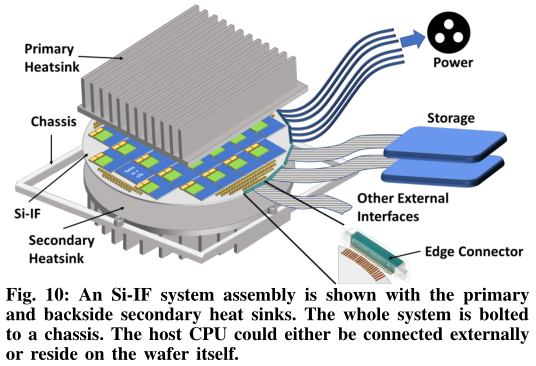 Primary
Heatsink
Power
Chassis
Storage
Si-IF
Other External
Interfaces
Secondary
Heatsink
Edge Connector
Fig. 10: An Si-IF system assembly is shown with the primary
and backside secondary heat sinks. The whole system is bolted
to a chassis. The host CPU could either be connected externally
or reside on the wafer itself.